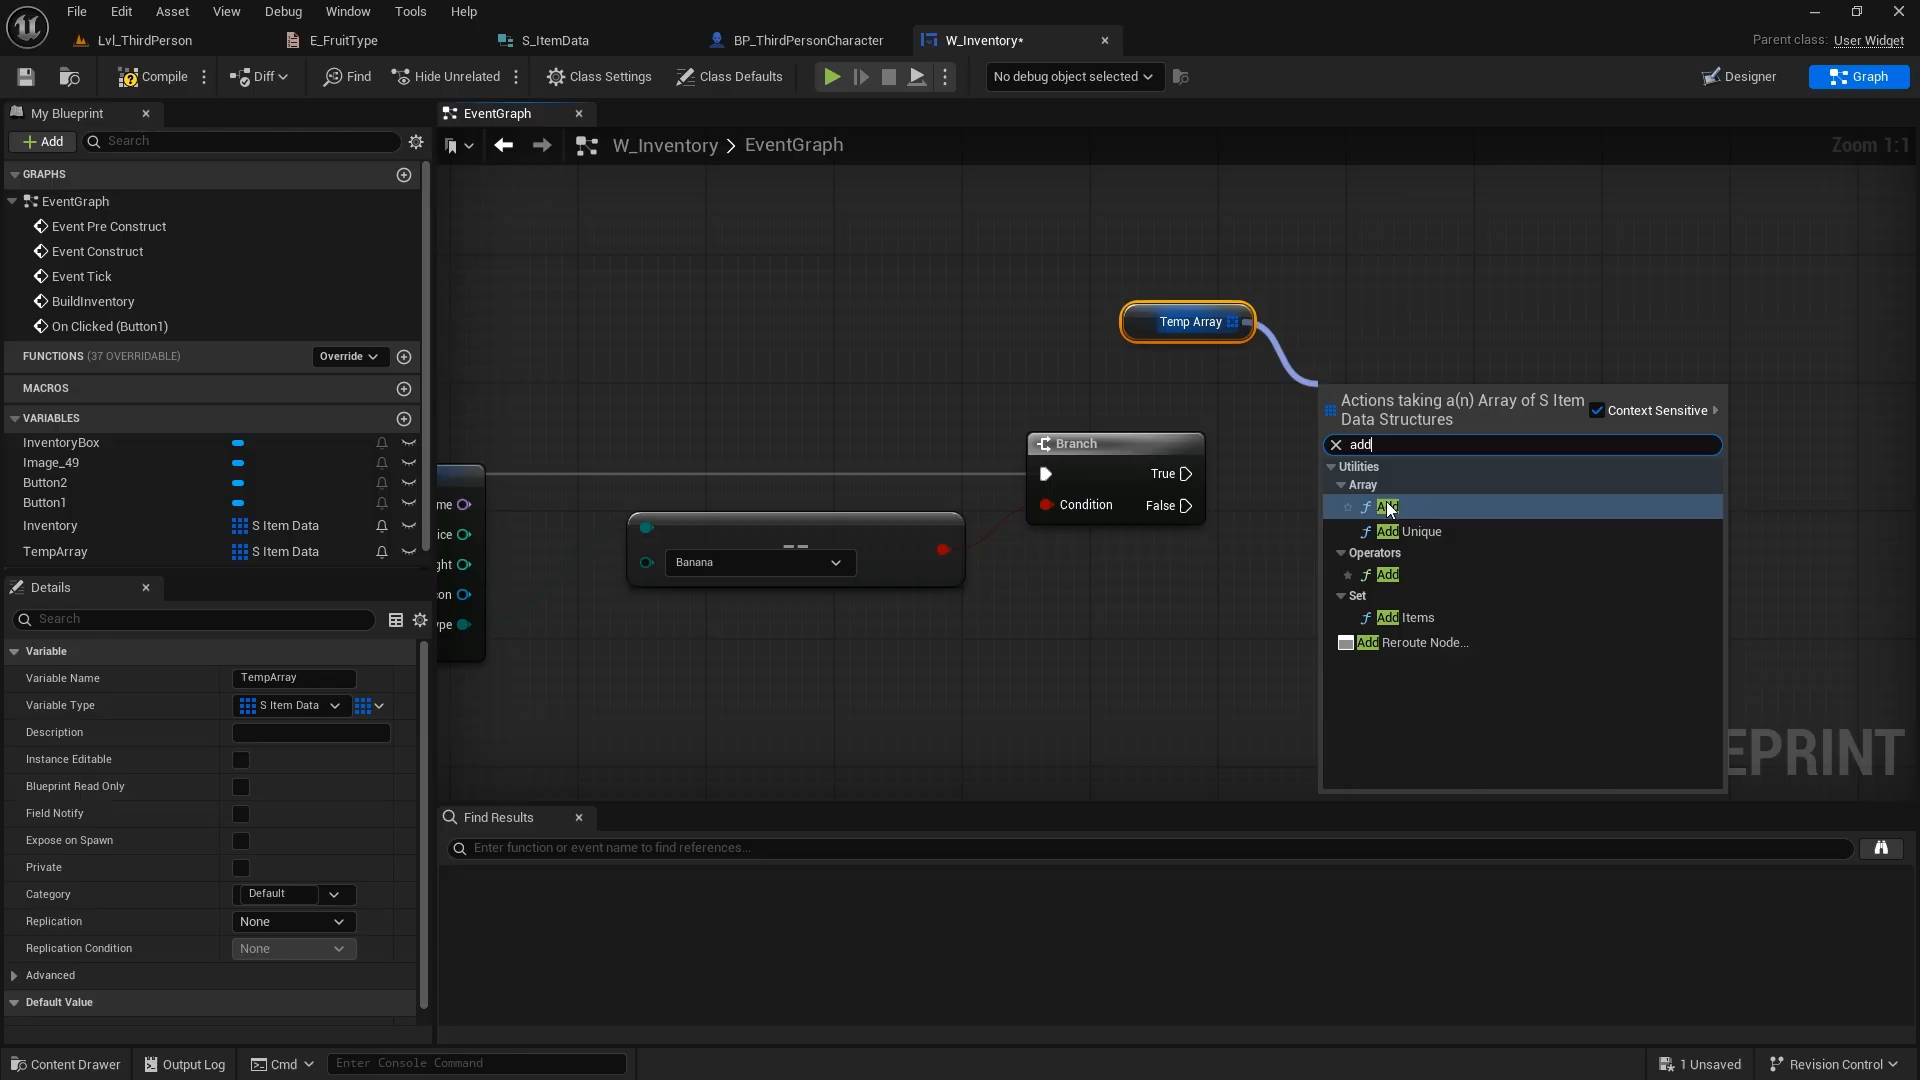 File Edit Asset View Debug Window Tools Help
Lvl_ThirdPerson E_FruitType S_ItemData BP_ThirdPersonCharacter W_Inventory* Parent class: User Widget
Compile Diff Find Hide Unrelated Class Settings Class Defaults No debug object selected Designer Graph
My Blueprint EventGraph
Add Search W_Inventory EventGraph Zoom 1:1
GRAPHS
EventGraph
Event Pre Construct
Event Construct
Event Tick
BuildInventory
On Clicked (Button1)
FUNCTIONS (37 OVERRIDABLE) Override
MACROS
VARIABLES
InventoryBox
Image_49
Button2
Button1
Inventory S Item Data
TempArray S Item Data
Temp Array
Branch
True
Condition False
me
ice
ght
con
ype
==
Banana
Actions taking a(n) Array of S Item
Data Structures
Context Sensitive
add
Utilities
Array
Add
Add Unique
Operators
Add
Set
Add Items
Add Reroute Node...
EPRINT
Details
Search
Variable
Variable Name TempArray
Variable Type S Item Data
Description
Instance Editable
Blueprint Read Only
Field Notify
Expose on Spawn
Private
Category Default
Replication None
Replication Condition None
Advanced
Default Value
Find Results
Enter function or event name to find references...
Content Drawer Output Log Cmd Enter Console Command 1 Unsaved Revision Control